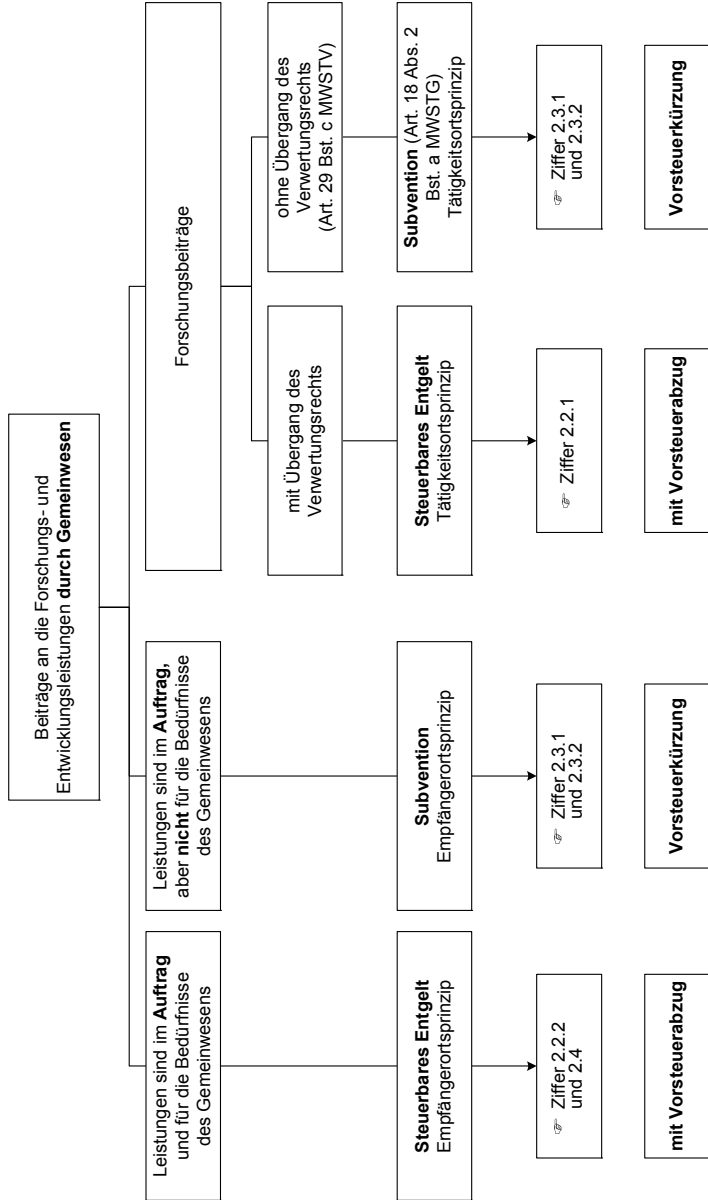 Beiträge an die Forschungs- und
Entwicklungsleistungen durch Gemeinwesen
Leistungen sind im Auftrag
und für die Bedürfnisse
des Gemeinwesens
Leistungen sind im Auftrag,
aber nicht für die Bedürfnisse
des Gemeinwesens
Forschungsbeiträge
mit Übergang des
Verwertungsrechts
ohne Übergang des
Verwertungsrechts
(Art. 29 Bst. c MWSTV)
Steuerbares Entgelt
Empfängerortsprinzip
Subvention
Empfängerortsprinzip
Steuerbares Entgelt
Tätigkeitsortsprinzip
Subvention (Art. 18 Abs. 2
Bst. a MWSTG)
Tätigkeitsortsprinzip
☞ Ziffer 2.2.2
und 2.4
☞ Ziffer 2.3.1
und 2.3.2
☞ Ziffer 2.2.1
☞ Ziffer 2.3.1
und 2.3.2
mit Vorsteuerabzug
Vorsteuerkürzung
mit Vorsteuerabzug
Vorsteuerkürzung